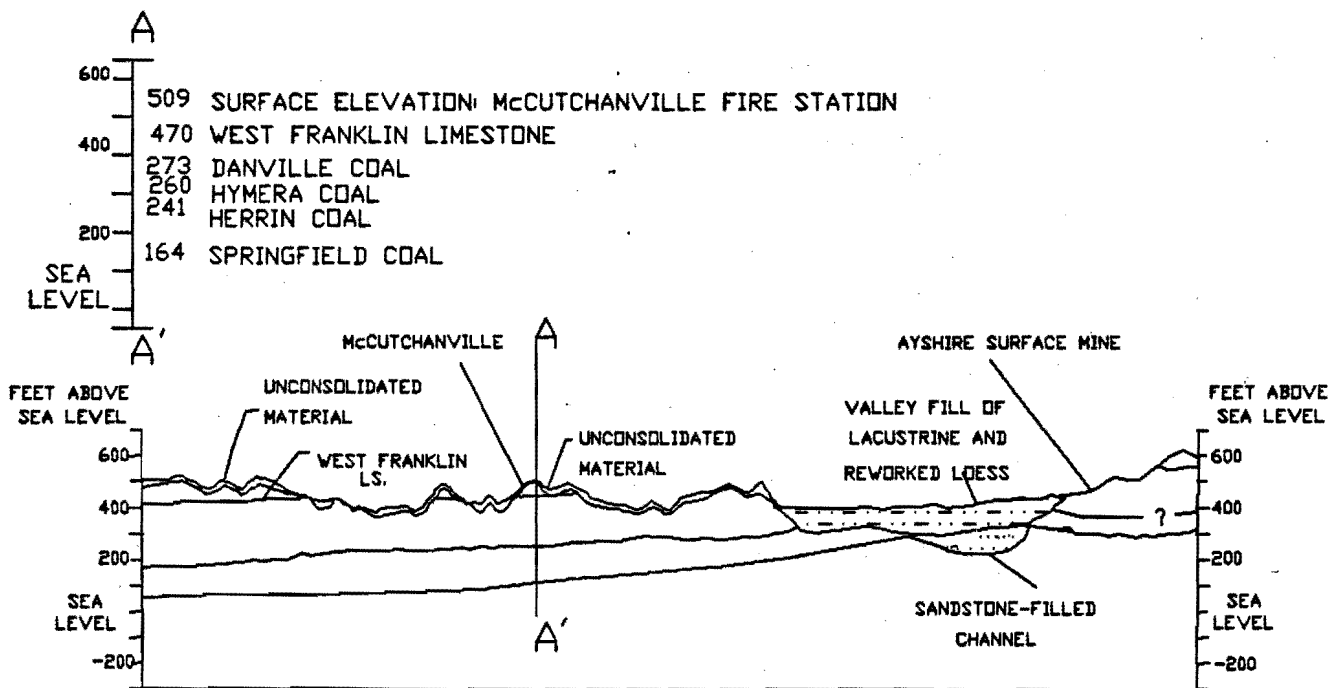 A
600
509 SURFACE ELEVATION: McCUTCHANVILLE FIRE STATION
470 WEST FRANKLIN LIMESTONE
400
273 DANVILLE COAL
260 HYMERA COAL
241 HERRIN COAL
200
164 SPRINGFIELD COAL
SEA
LEVEL
A'
A
McCUTCHANVILLE
AYSHIRE SURFACE MINE
FEET ABOVE
SEA LEVEL
UNCONSOLIDATED
MATERIAL
WEST FRANKLIN
LS.
UNCONSOLIDATED
MATERIAL
VALLEY FILL OF
LACUSTRINE AND
REWORKED LOESS
FEET ABOVE
SEA LEVEL
600
400
200
SEA
LEVEL
-200
?
600
400
200
SEA
LEVEL
-200
SANDSTONE-FILLED
CHANNEL
A'